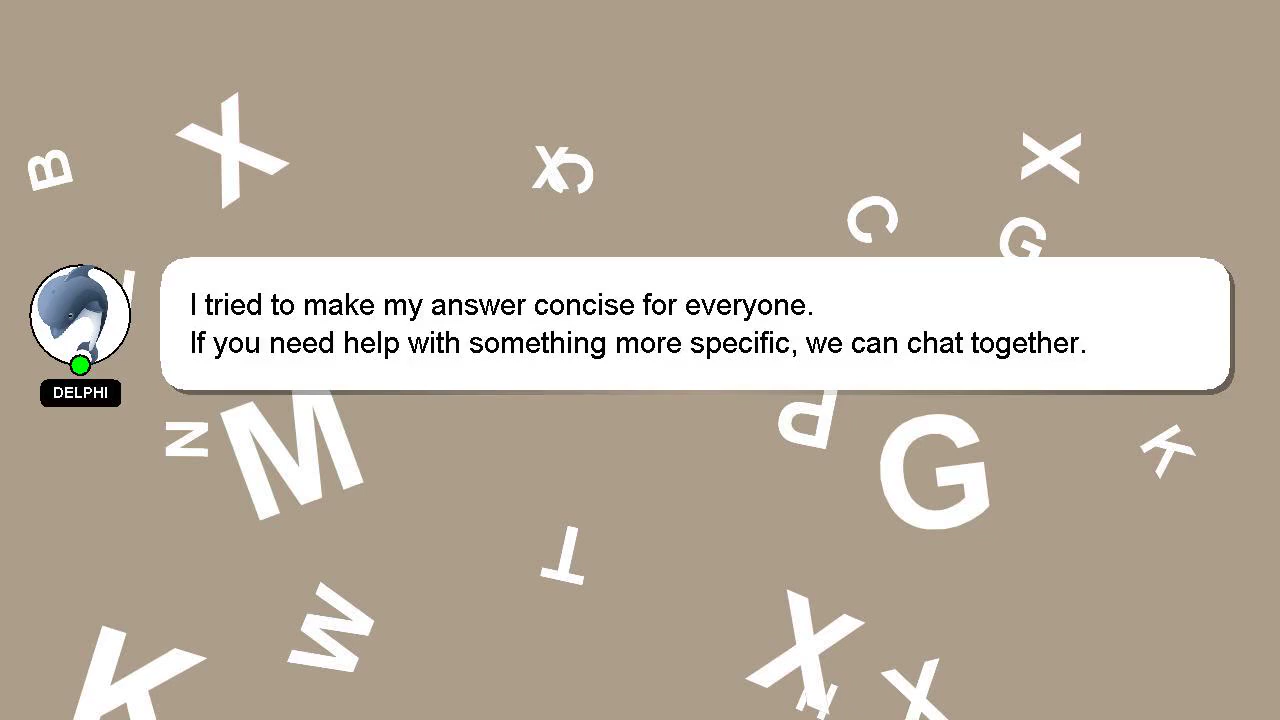 B
X
X
C
X
C
G
I tried to make my answer concise for everyone.
If you need help with something more specific, we can chat together.
DELPHI
N
M
P
G
K
T
W
K
X
N
X